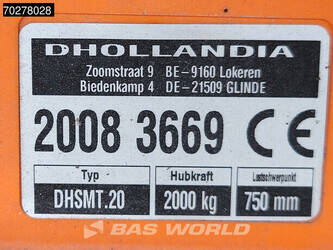 70278028
DHOLLANDIA
Zoomstraat 9 BE-9160 Lokeren
Biedenkamp 4 DE-21509 GLINDE
2008 3669 CE
Typ Hubkraft Lastschwerpunkt
DHSMT.20 2000 kg 750 mm
BAS WORLD